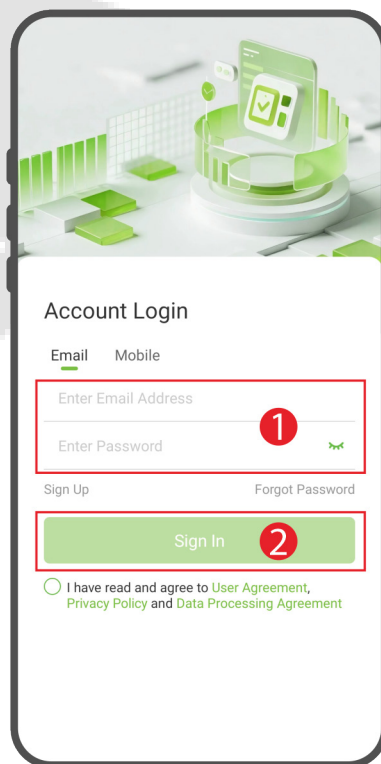 Account Login
Email Mobile
Enter Email Address
1
Enter Password
Sign Up Forgot Password
Sign In 2
I have read and agree to User Agreement,
Privacy Policy and Data Processing Agreement